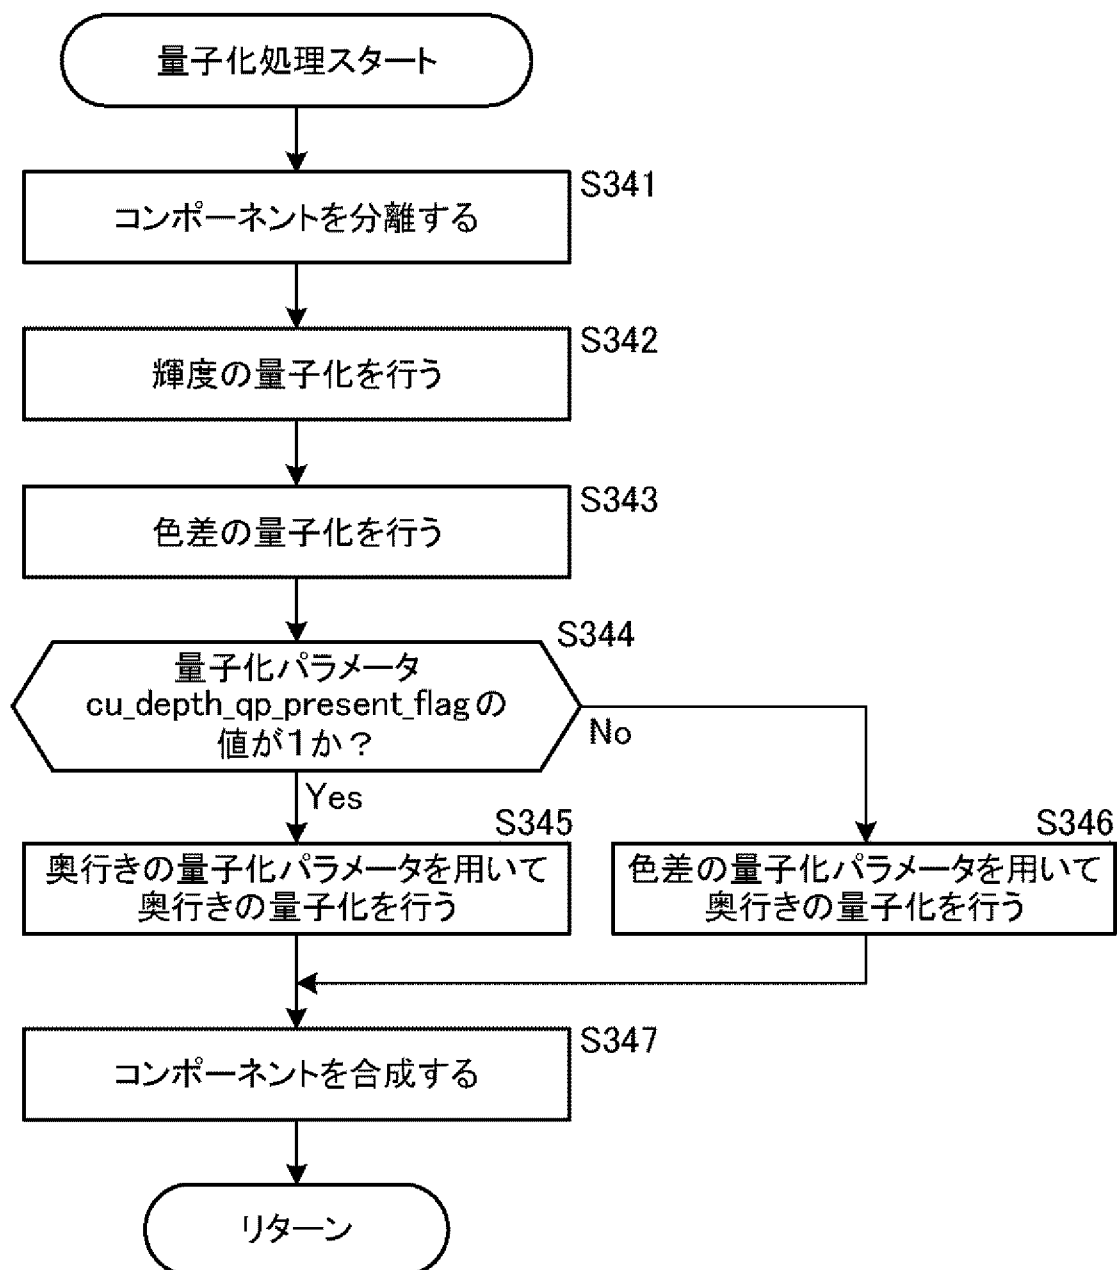 量子化処理スタート
S341
コンポーネントを分離する
S342
輝度の量子化を行う
S343
色差の量子化を行う
S344
量子化パラメータ
cu_depth_qp_present_flagの
値が1か?
No
Yes
S345
奥行きの量子化パラメータを用いて
奥行きの量子化を行う
S346
色差の量子化パラメータを用いて
奥行きの量子化を行う
S347
コンポーネントを合成する
リターン